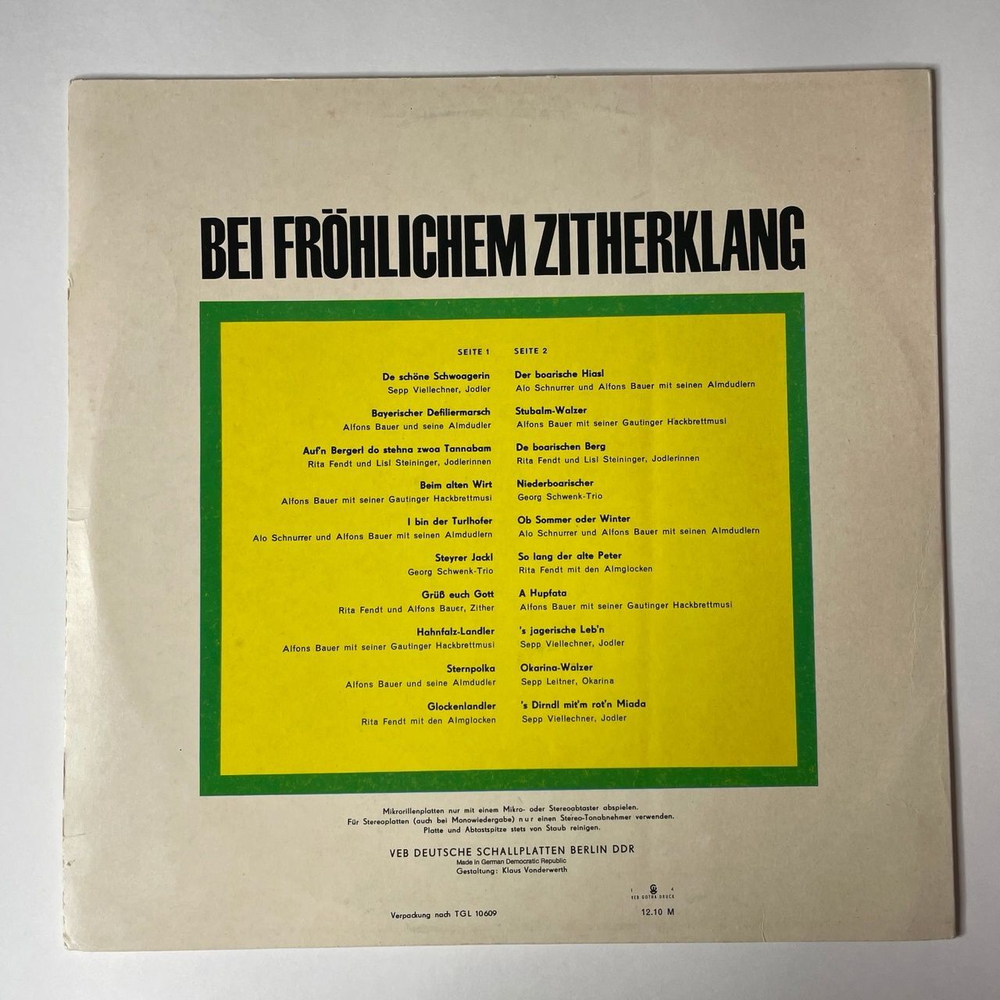 BEI FRÖHLICHEM ZITHERKLANG
SEITE 1
De schöne Schwoagerin
Sepp Viellechner, Jodler
Bayerischer Defiliermarsch
Alfons Bauer und seine Almdudler
Auf'n Bergerl do stehna zwoa Tannabam
Rita Fendt und Lisl Steininger, Jodlerinnen
Beim alten Wirt
Alfons Bauer mit seiner Gautinger Hackbrettmusi
I bin der Turlhofer
Alo Schnurrer und Alfons Bauer mit seinen Almdudlern
Steyrer Jackl
Georg Schwenk-Trio
Grüß euch Gott
Rita Fendt und Alfons Bauer, Zither
Hahnfalz-Landler
Alfons Bauer mit seiner Gautinger Hackbrettmusi
Sternpolka
Alfons Bauer und seine Almdudler
Glockenlandler
Rita Fendt mit den Almglocken
SEITE 2
Der boarische Hiasl
Alo Schnurrer und Alfons Bauer mit seinen Almdudlern
Stubalm-Walzer
Alfons Bauer mit seiner Gautinger Hackbrettmusi
De boarischen Berg
Rita Fendt und Lisl Steininger, Jodlerinnen
Niederboarischer
Georg Schwenk-Trio
Ob Sommer oder Winter
Alo Schnurrer und Alfons Bauer mit seinen Almdudlern
So lang der alte Peter
Rita Fendt mit den Almglocken
A Hupfata
Alfons Bauer mit seiner Gautinger Hackbrettmusi
's jagerische Leb'n
Sepp Viellechner, Jodler
Okarina-Walzer
Sepp Leitner, Okarina
's Dirndl mit'm rot'n Miada
Sepp Viellechner, Jodler
Mikrorillenplatten nur mit einem Mikro- oder Stereoabtaster abspielen.
Für Stereoplatten (auch bei Monowiedergabe) nur einen Stereo-Tonabnehmer verwenden.
Platte und Abtastspitze stets von Staub reinigen.
VEB DEUTSCHE SCHALLPLATTEN BERLIN DDR
Made in German Democratic Republic
Gestaltung: Klaus Vonderwerth
VEB GOTHA DRUCK
Verpackung nach TGL 10609
12.10 M